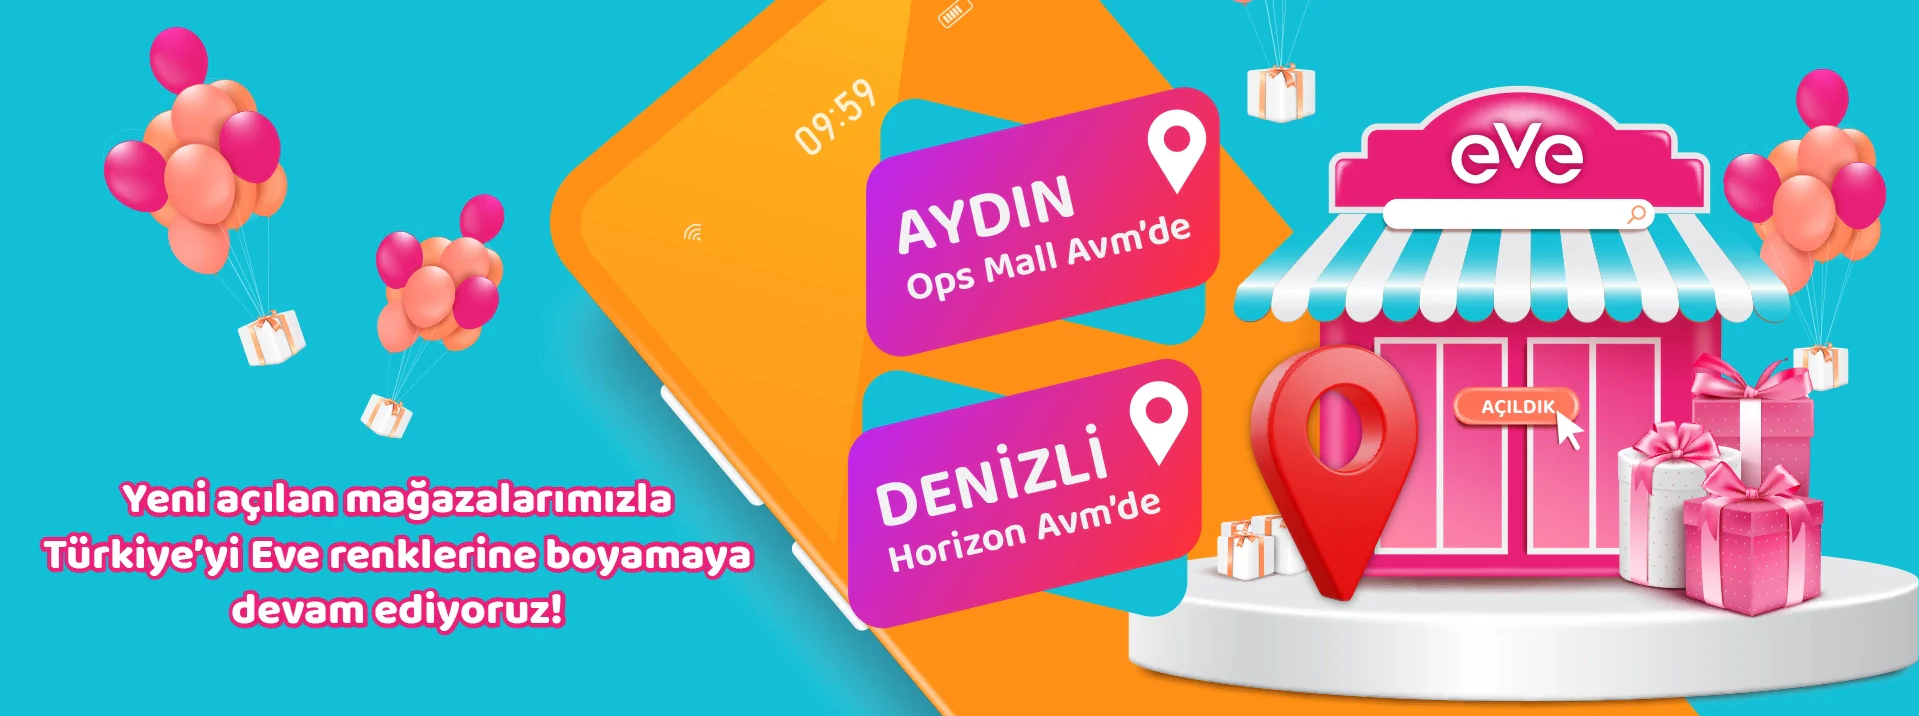 09:59
AYDIN
Ops Mall Avm'de
DENİZLİ
Horizon Avm'de
eve
AÇILDIK
Yeni açılan mağazalarımızla
Türkiye'yi Eve renklerine boyamaya
devam ediyoruz!